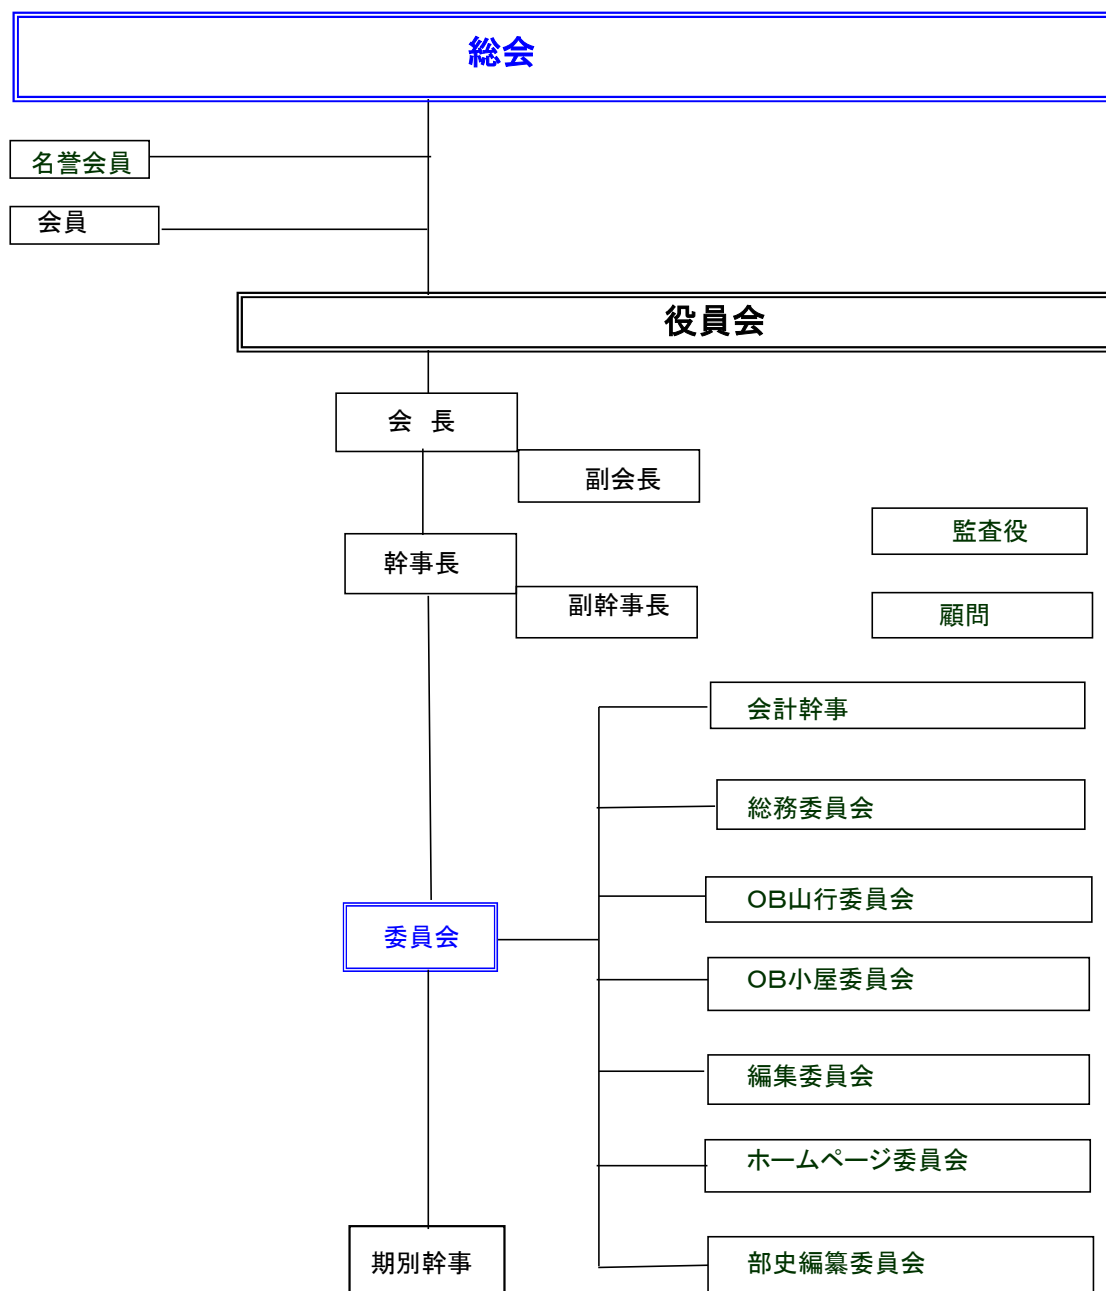 総会
名誉会員
会員
役員会
会 長
副会長
監査役
幹事長
副幹事長
顧問
会計幹事
総務委員会
OB山行委員会
委員会
OB小屋委員会
編集委員会
ホームページ委員会
期別幹事
部史編纂委員会